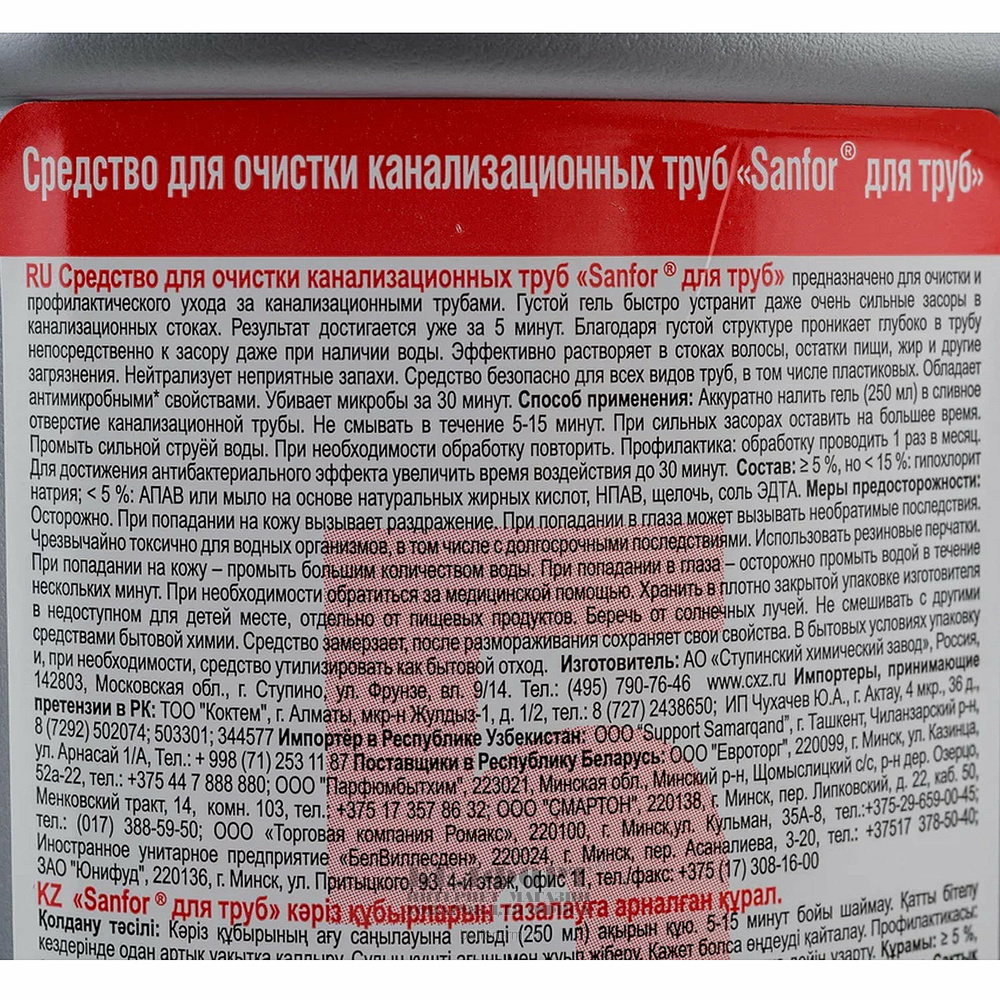 Средство для очистки канализационных труб «Sanfor® для труб»
RU Средство для очистки канализационных труб «Sanfor ® для труб» предназначено для очистки и
профилактического ухода за канализационными трубами. Густой гель быстро устранит даже очень сильные засоры в
канализационных стоках. Результат достигается уже за 5 минут. Благодаря густой структуре проникает глубоко в трубу
непосредственно к засору даже при наличии воды. Эффективно растворяет в стоках волосы, остатки пищи, жир и другие
загрязнения. Нейтрализует неприятные запахи. Средство безопасно для всех видов труб, в том числе пластиковых. Обладает
антимикробными* свойствами. Убивает микробы за 30 минут. Способ применения: Аккуратно налить гель (250 мл) в сливное
отверстие канализационной трубы. Не смывать в течение 5-15 минут. При сильных засорах оставить на большее время.
Промыть сильной струёй воды. При необходимости обработку повторить. Профилактика: обработку проводить 1 раз в месяц.
Для достижения антибактериального эффекта увеличить время воздействия до 30 минут. Состав: ≥ 5 %, но < 15 %: гипохлорит
натрия; < 5 %: АПАВ или мыло на основе натуральных жирных кислот, НПАВ, щелочь, соль ЭДТА. Меры предосторожности:
Осторожно. При попадании на кожу вызывает раздражение. При попадании в глаза может вызывать необратимые последствия.
Чрезвычайно токсично для водных организмов, в том числе с долгосрочными последствиями. Использовать резиновые перчатки.
При попадании на кожу – промыть большим количеством воды. При попадании в глаза – осторожно промыть водой в течение
нескольких минут. При необходимости обратиться за медицинской помощью. Хранить в плотно закрытой упаковке изготовителя
в недоступном для детей месте, отдельно от пищевых продуктов. Беречь от солнечных лучей. Не смешивать с другими
средствами бытовой химии. Средство замерзает, после размораживания сохраняет свои свойства. В бытовых условиях упаковку
и, при необходимости, средство утилизировать как бытовой отход. Изготовитель: АО «Ступинский химический завод», Россия,
142803, Московская обл., г. Ступино, ул. Фрунзе, вл. 9/14. Тел.: (495) 790-76-46 www.cxz.ru Импортеры, принимающие
претензии в РК: ТОО "Коктем", г. Алматы, мкр-н Жулдыз-1, д. 1/2, тел.: 8 (727) 2438650; ИП Чухачев Ю.А., г. Актау, 4 мкр., 36 д.,
8 (7292) 502074; 503301; 344577 Импортёр в Республике Узбекистан: ООО "Support Samarqand", г. Ташкент, Чиланзарский р-н,
ул. Арнасай 1/А, Тел.: + 998 (71) 253 11 87 Поставщики в Республику Беларусь: ООО "Евроторг", 220099, г. Минск, ул. Казинца,
52а-22, тел.: +375 44 7 888 880; ООО "Парфюмбытхим", 223021, Минская обл., Минский р-н, Щомыслицкий с/с, р-н дер. Озерцо,
Менковский тракт, 14, комн. 103, тел.: +375 17 357 86 32; ООО "СМАРТОН", 220138, г. Минск, пер. Липковский, д. 22, каб. 50,
тел.: (017) 388-59-50; ООО «Торговая компания Ромакс», 220100, г. Минск,ул. Кульман, 35А-8, тел.:+375-29-659-00-45;
Иностранное унитарное предприятие «БелВиллесден», 220024, г. Минск, пер. Асаналиева, 3-20, тел.: +37517 378-50-40;
ЗАО "Юнифуд", 220136, г. Минск, ул. Притыцкого, 93, 4-й этаж, офис 11, тел./факс: +375 (17) 308-16-00
KZ «Sanfor ® для труб» кәріз құбырларын тазалауға арналған құрал.
Қолдану тәсілі: Кәріз құбырының ағу саңылауына гельді (250 мл) ақырын құю. 5-15 минут бойы шаймау. Қатты бітелу
кездерінде одан артық уақытқа қалдыру. Судың күшті ағынымен жуып жіберу. Қажет болса өңдеуді қайталау. Профилактикасы:
дейін ұзарту. Құрамы: ≥ 5 %,